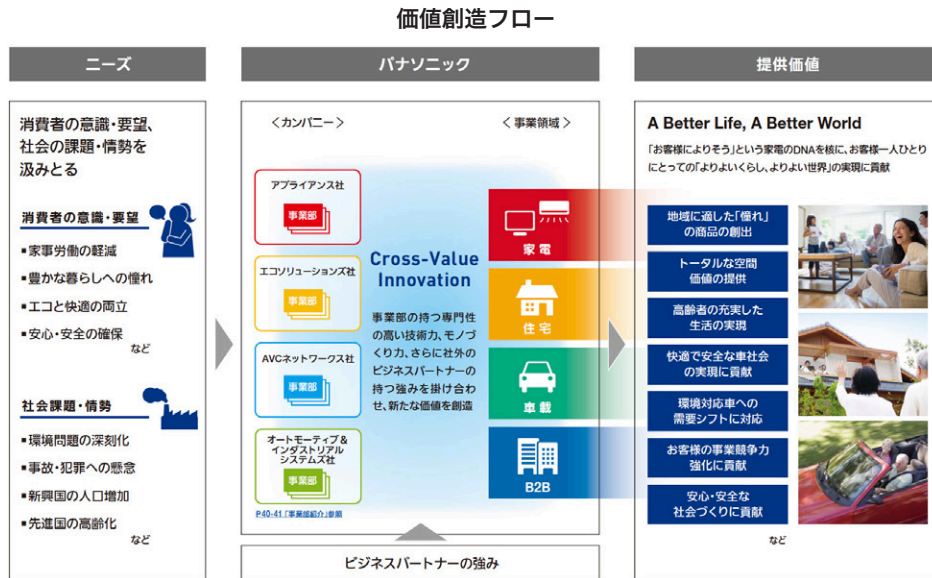 価値創造フロー
ニーズ
消費者の意識・要望、
社会の課題・情勢を
汲みとる
消費者の意識・要望
▪家事労働の軽減
▪豊かな暮らしへの憧れ
▪エコと快適の両立
▪安心・安全の確保
など
社会課題・情勢
▪環境問題の深刻化
▪事故・犯罪への懸念
▪新興国の人口増加
▪先進国の高齢化
など
パナソニック
＜カンパニー＞
＜事業領域＞
アプライアンス社
事業部
エコソリューションズ社
事業部
AVCネットワークス社
事業部
オートモーティブ&
インダストリアル
システムズ社
事業部
P40-41「事業部紹介」参照
Cross-Value
Innovation
事業部の持つ専門性
の高い技術力、モノづ
くり力、さらに社外の
ビジネスパートナーの
持つ強みを掛け合わ
せ、新たな価値を創造
家電
住宅
車載
B2B
ビジネスパートナーの強み
提供価値
A Better Life, A Better World
「お客様によりそう」という家電のDNAを核に、お客様一人ひとり
にとっての「よりよいくらし、よりよい世界」の実現に貢献
地域に適した「憧れ」
の商品の創出
トータルな空間
価値の提供
高齢者の充実した
生活の実現
快適で安全な車社会
の実現に貢献
環境対応車への
需要シフトに対応
お客様の事業競争力
強化に貢献
安心・安全な
社会づくりに貢献
など